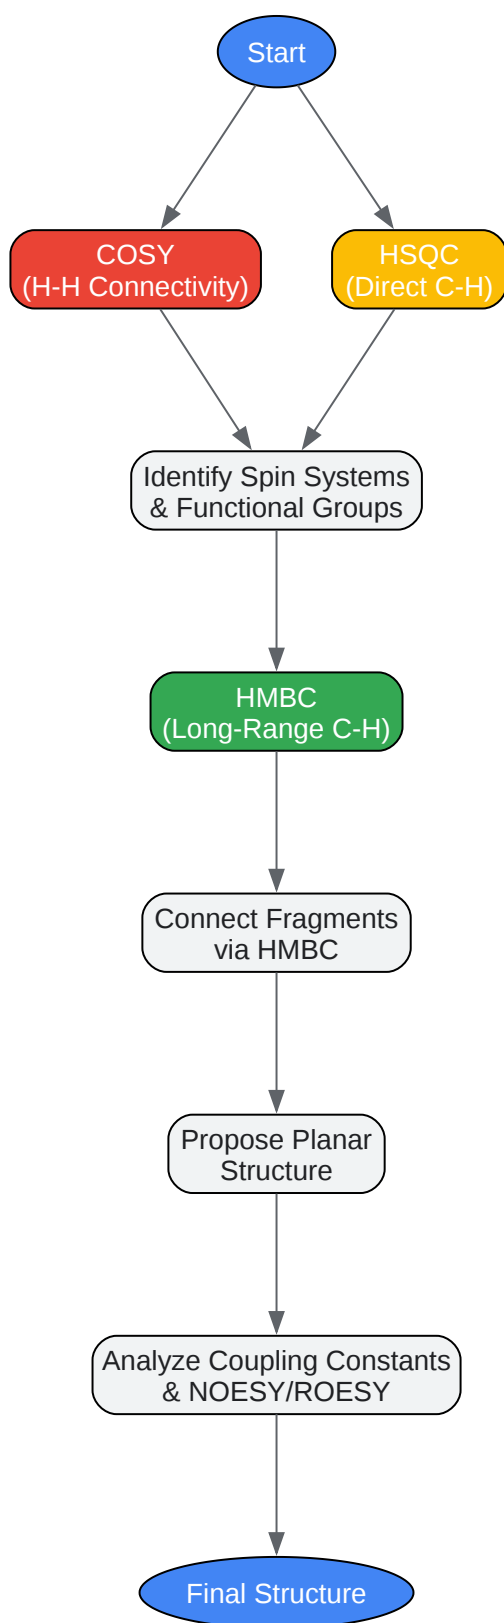 Start
COSY
(H-H Connectivity)
HSQC
(Direct C-H)
Identify Spin Systems
& Functional Groups
HMBC
(Long-Range C-H)
Connect Fragments
via HMBC
Propose Planar
Structure
Analyze Coupling Constants
& NOESY/ROESY
Final Structure